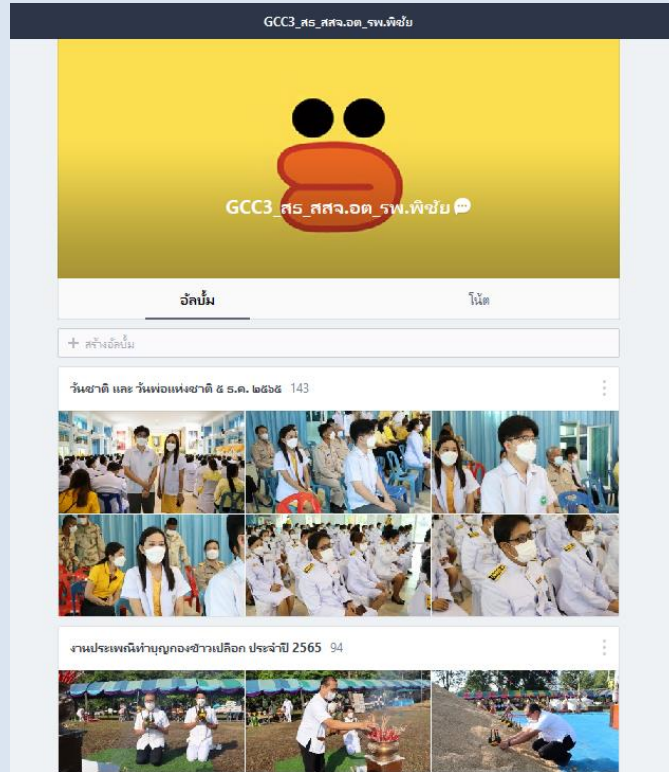 GCC3_สธ_สสจ.อต_รพ.พิชัย
GCC3_สธ_สสจ.อต_รพ.พิชัย
อัลบั้ม
โน้ต
+ สร้างอัลบั้ม
วันชาติ และ วันพ่อแห่งชาติ ๕ ธ.ค. ๒๕๖๕ 143
งานประเพณีทำบุญกองข้าวเปลือก ประจำปี 2565 94